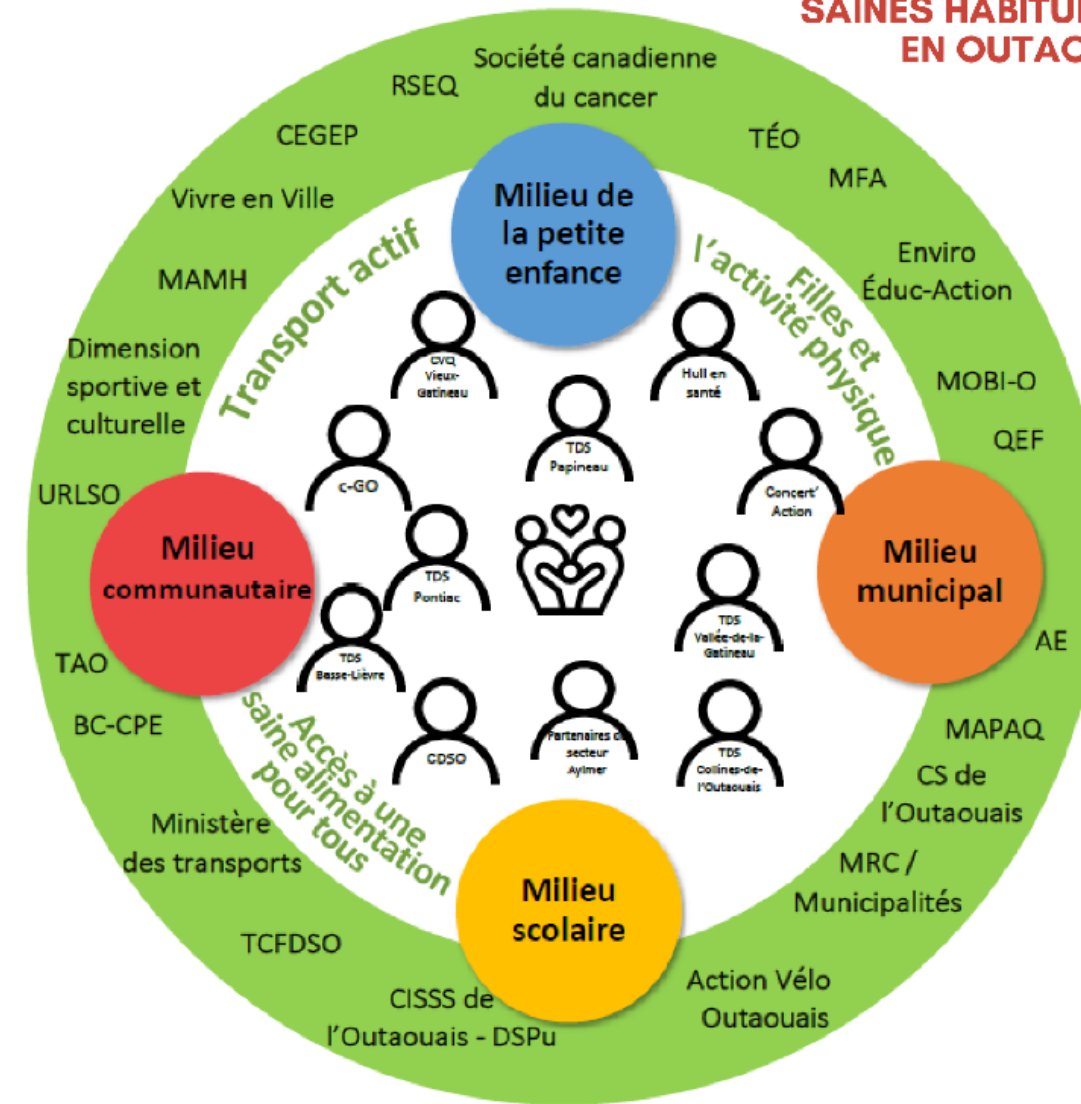 SAINES
EN
Société canadienne
du cancer
RSEQ
CEGEP
Vivre en Ville
MAMH
Dimension
sportive et
culturelle
URLSO
TAO
BC-CPE
Ministère
des transports
TCFDSO
CISSS de
l'Outaouais - DSPu
Action Vélo
Outaouais
MRC /
Municipalités
CS de
l'Outaouais
MAPAQ
AE
QEF
MOBI-O
Enviro
Éduc-Action
MFA
TÉO
Milieu de
la petite
enfance
Transport actif
Filles et
l'activité physique
CVQ
Vieux-
Gatineau
Hull en
santé
TDS
Papineau
c-GO
Concert'
Action
Milieu
communautaire
TDS
Pontiac
Milieu
municipal
TDS
Vallée-de-la-
Gatineau
TDS
Basse-Lièvre
CDSO
Partenaires du
secteur
Aylmer
TDS
Collines-de-
l'Outaouais
Accès à une
saine alimentation
pour tous
Milieu
scolaire